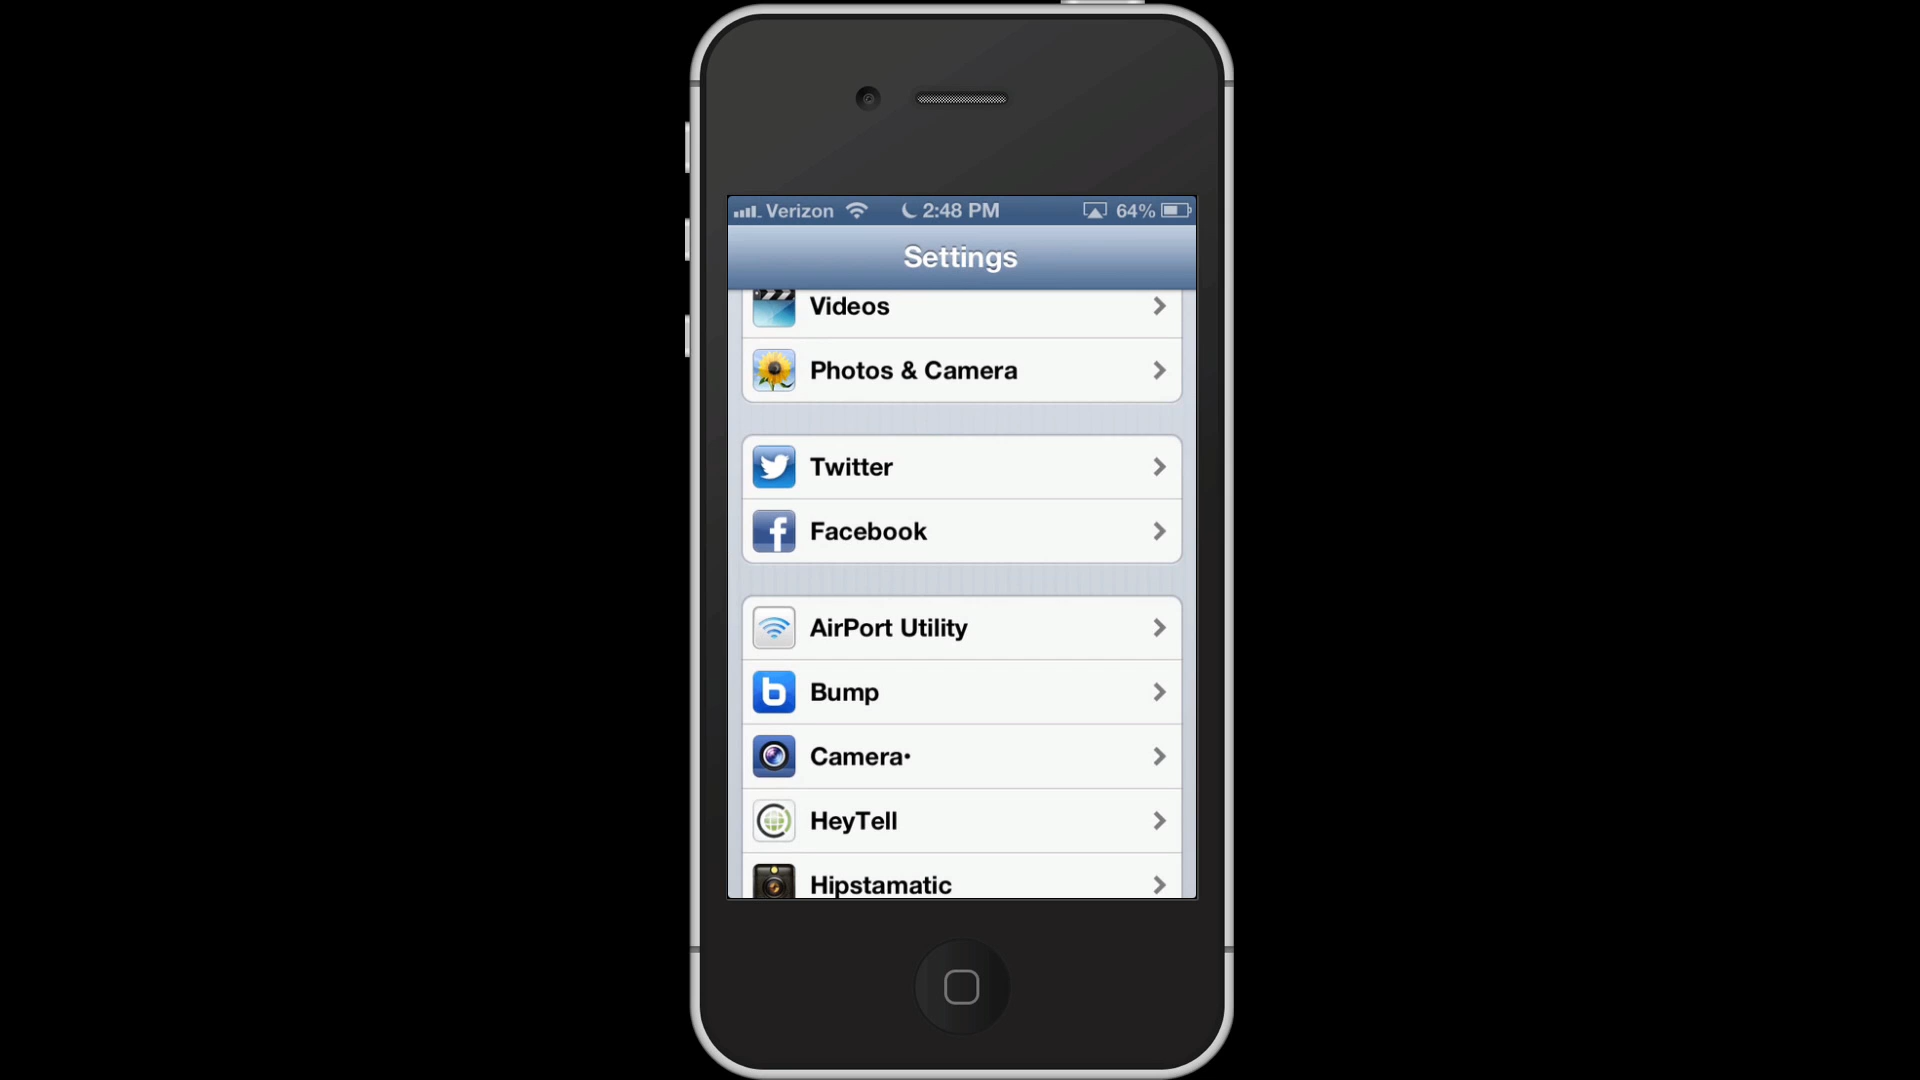 Verizon 2:48 PM 64%
Settings
Videos
Photos & Camera
Twitter
Facebook
AirPort Utility
Bump
Camera•
HeyTell
Hipstamatic